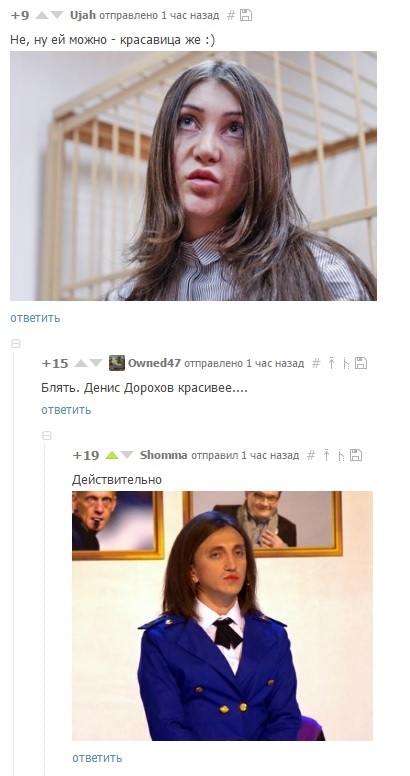 +9 Ujah отправлено 1 час назад #
Не, ну ей можно - красавица же :)
ответить
+15 Owned47 отправлено 1 час назад #
Блять. Денис Дорохов красивее....
ответить
+19 Shomma отправил 1 час назад #
Действительно
ответить